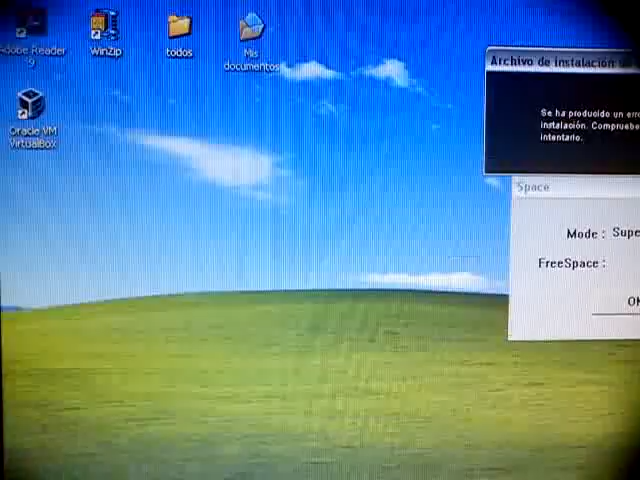 Adobe Reader
9
WinZip
todos
Mis
documentos
Oracle VM
VirtualBox
Archivo de instalación
Se ha producido un erro
instalación. Compruebe
intentarlo.
Space
Mode : Supe
FreeSpace :
OK